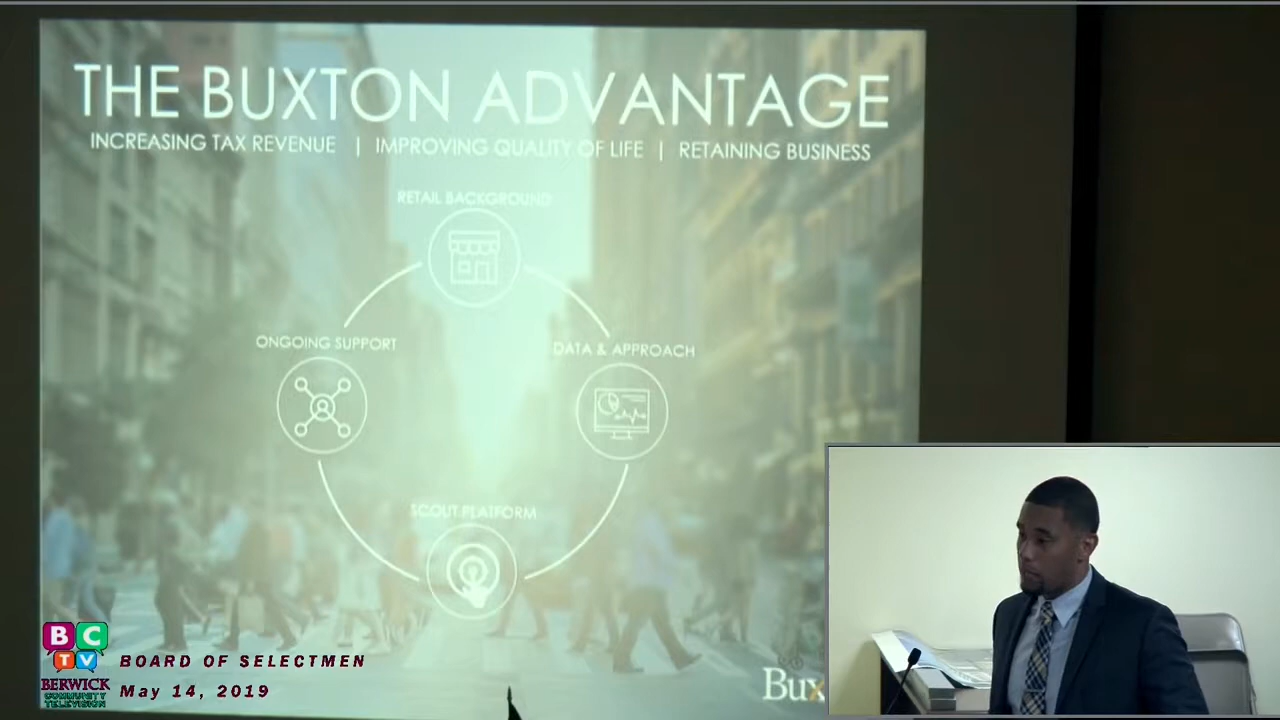 THE BUXTON ADVANTAGE
INCREASING TAX REVENUE | IMPROVING QUALITY OF LIFE | RETAINING BUSINESS
RETAIL BACKGROUND
ONGOING SUPPORT
DATA & APPROACH
SCOUT PLATFORM
Bux
BCTV
BERWICK
COMMUNITY
TELEVISION
BOARD OF SELECTMEN
May 14, 2019